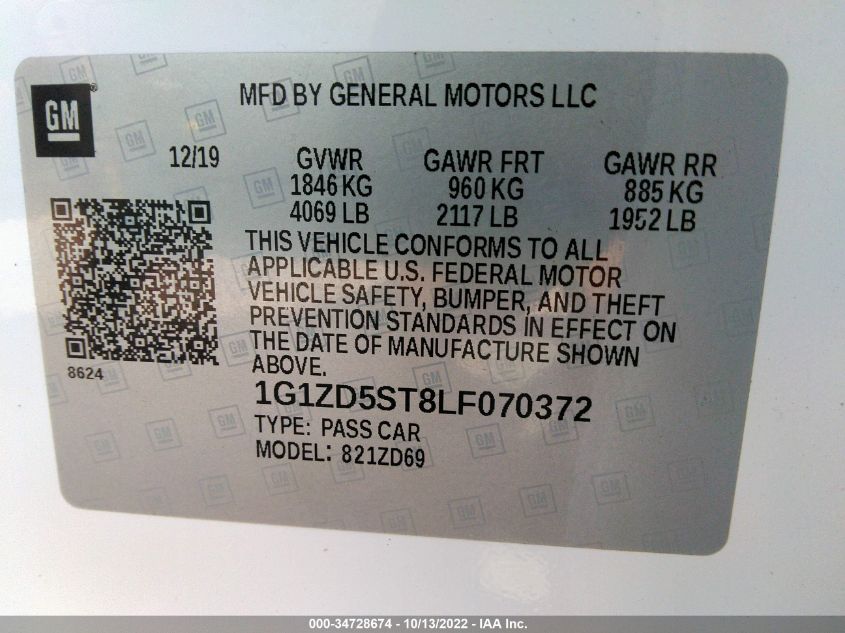 GM
MFD BY GENERAL MOTORS LLC
12/19 GVWR GAWR FRT GAWR RR
1846 KG 960 KG 885 KG
4069 LB 2117 LB 1952 LB
THIS VEHICLE CONFORMS TO ALL
APPLICABLE U.S. FEDERAL MOTOR
VEHICLE SAFETY, BUMPER, AND THEFT
PREVENTION STANDARDS IN EFFECT ON
THE DATE OF MANUFACTURE SHOWN
ABOVE.
8624
1G1ZD5ST8LF070372
TYPE: PASS CAR
MODEL: 821ZD69
000-34728674 - 10/13/2022 - IAA Inc.